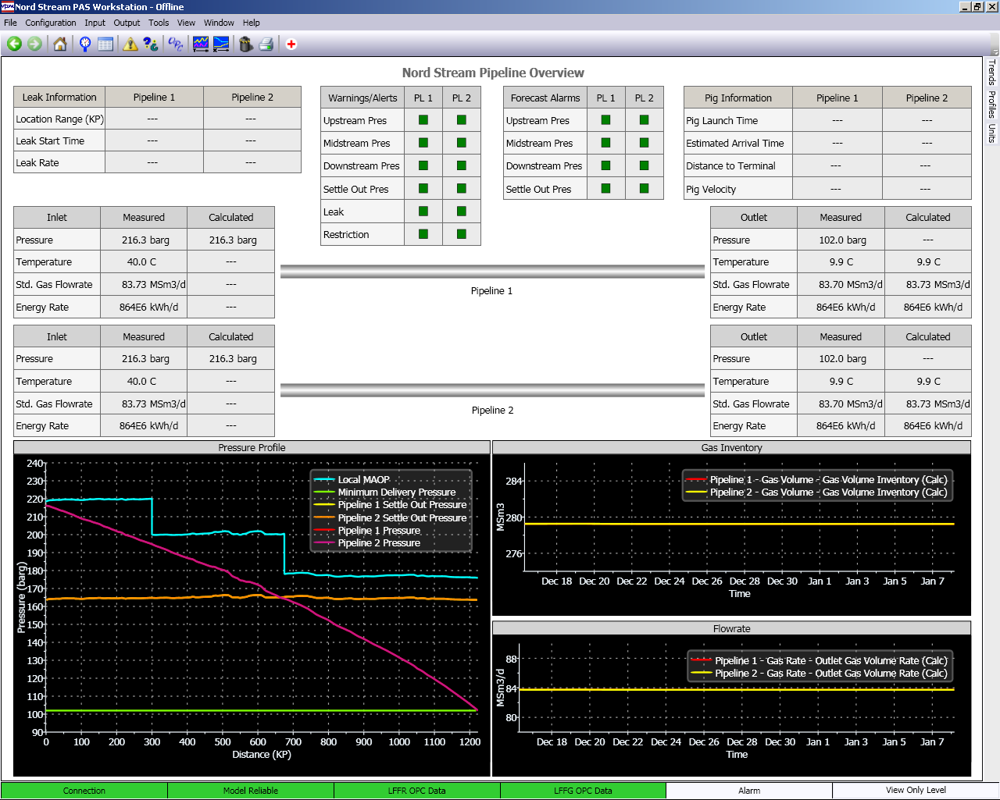 vpm Nord Stream PAS Workstation - Offline
File Configuration Input Output Tools View Window Help
OPC
Nord Stream Pipeline Overview
Leak Information Pipeline 1 Pipeline 2
Location Range (KP) --- ---
Leak Start Time --- ---
Leak Rate --- ---
Warnings/Alerts PL 1 PL 2
Upstream Pres
Midstream Pres
Downstream Pres
Settle Out Pres
Leak
Restriction
Forecast Alarms PL 1 PL 2
Upstream Pres
Midstream Pres
Downstream Pres
Settle Out Pres
Pig Information Pipeline 1 Pipeline 2
Pig Launch Time --- ---
Estimated Arrival Time --- ---
Distance to Terminal --- ---
Pig Velocity --- ---
Trends
Profiles
Units
Inlet Measured Calculated
Pressure 216.3 barg 216.3 barg
Temperature 40.0 C ---
Std. Gas Flowrate 83.73 MSm3/d ---
Energy Rate 864E6 kWh/d ---
Pipeline 1
Outlet Measured Calculated
Pressure 102.0 barg ---
Temperature 9.9 C 9.9 C
Std. Gas Flowrate 83.70 MSm3/d 83.73 MSm3/d
Energy Rate 864E6 kWh/d 864E6 kWh/d
Inlet Measured Calculated
Pressure 216.3 barg 216.3 barg
Temperature 40.0 C ---
Std. Gas Flowrate 83.73 MSm3/d ---
Energy Rate 864E6 kWh/d ---
Pipeline 2
Outlet Measured Calculated
Pressure 102.0 barg ---
Temperature 9.9 C 9.9 C
Std. Gas Flowrate 83.70 MSm3/d 83.73 MSm3/d
Energy Rate 864E6 kWh/d 864E6 kWh/d
Pressure Profile
240
230
220
210
200
190
180
170
160
150
140
130
120
110
100
90
Pressure (barg)
Local MAOP
Minimum Delivery Pressure
Pipeline 1 Settle Out Pressure
Pipeline 2 Settle Out Pressure
Pipeline 1 Pressure
Pipeline 2 Pressure
0 100 200 300 400 500 600 700 800 900 1000 1100 1200
Distance (KP)
Gas Inventory
284
280
276
MSm3
Pipeline 1 - Gas Volume - Gas Volume Inventory (Calc)
Pipeline 2 - Gas Volume - Gas Volume Inventory (Calc)
Dec 18 Dec 20 Dec 22 Dec 24 Dec 26 Dec 28 Dec 30 Jan 1 Jan 3 Jan 5 Jan 7
Time
Flowrate
88
84
80
MSm3/d
Pipeline 1 - Gas Rate - Outlet Gas Volume Rate (Calc)
Pipeline 2 - Gas Rate - Outlet Gas Volume Rate (Calc)
Dec 18 Dec 20 Dec 22 Dec 24 Dec 26 Dec 28 Dec 30 Jan 1 Jan 3 Jan 5 Jan 7
Time
Connection Model Reliable LFFR OPC Data LFFG OPC Data Alarm View Only Level